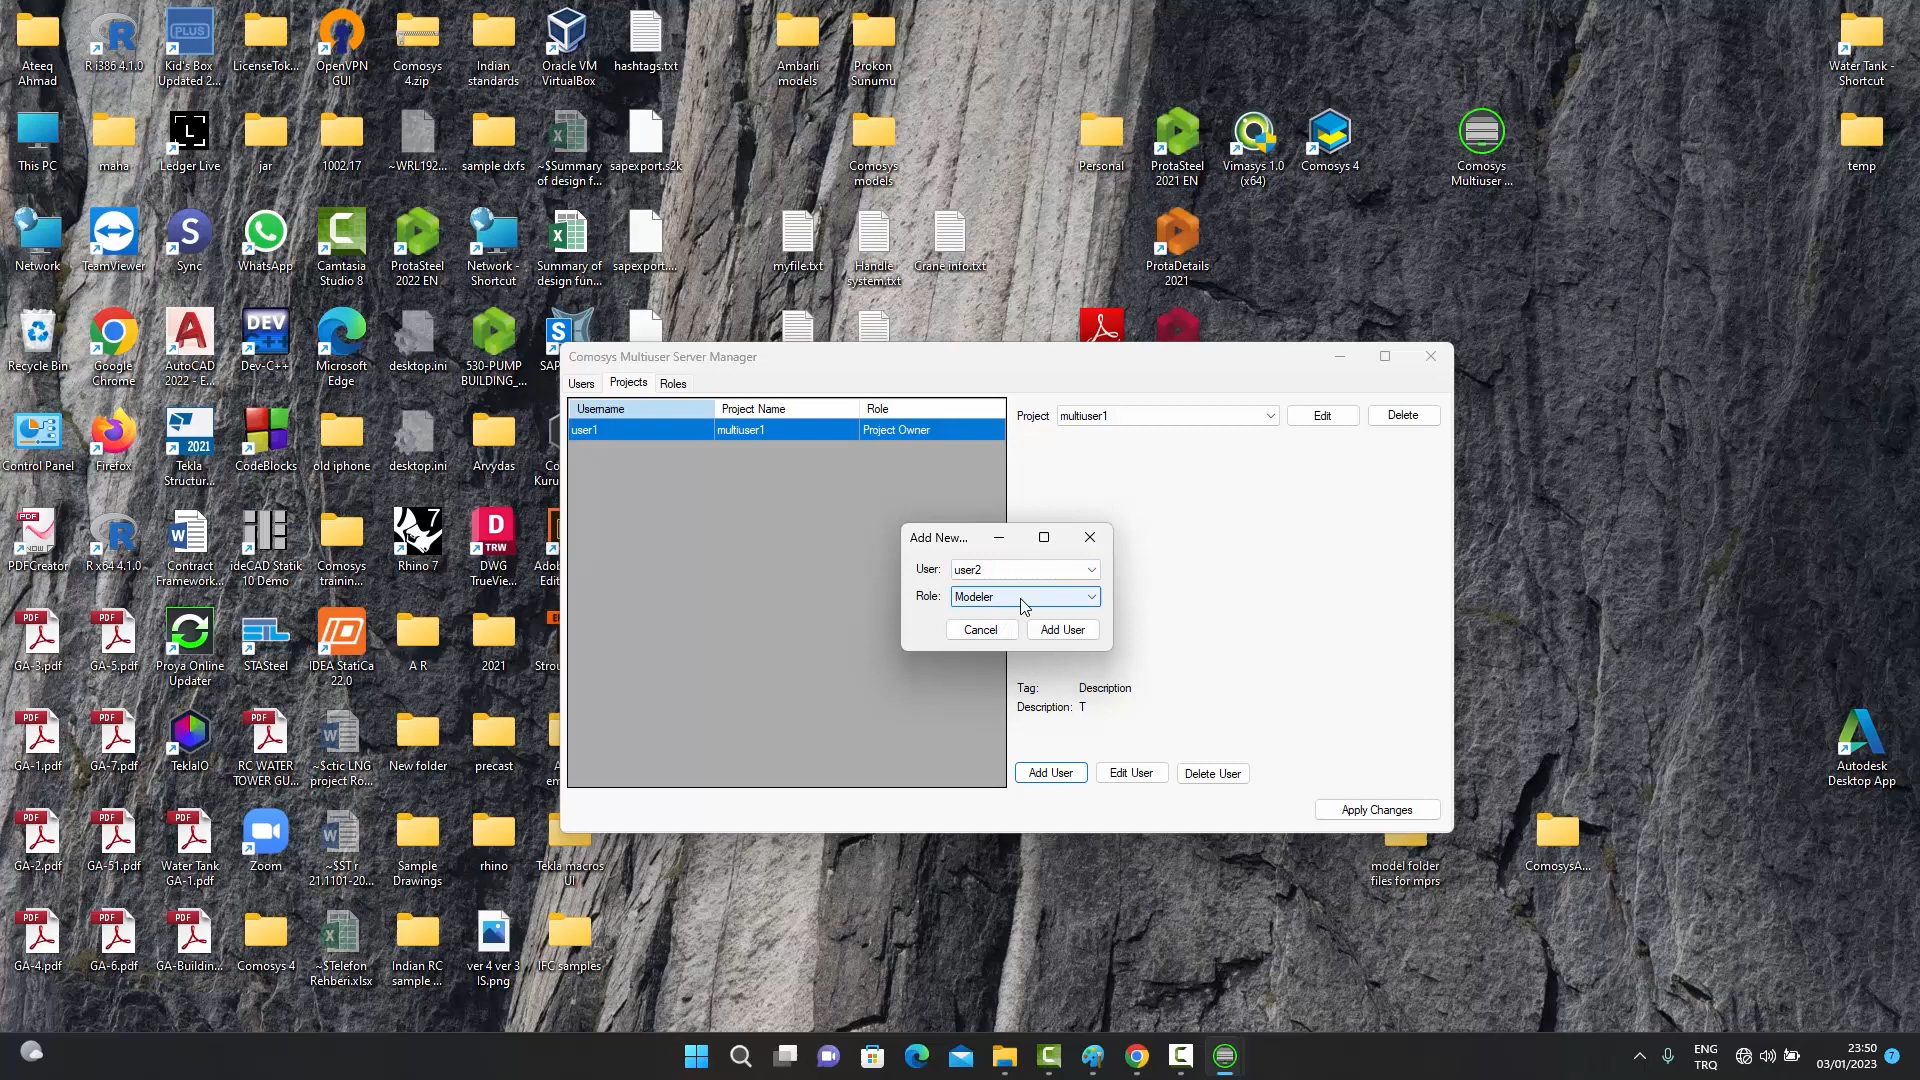 Ateeq
Ahmad
R i386 4.1.0
Kid's Box
Updated 2...
LicenseTok...
OpenVPN
GUI
Comosys
4.zip
Indian
standards
Oracle VM
VirtualBox
hashtags.txt
Ambarli
models
Prokon
Sunumu
Water Tank -
Shortcut
This PC
maha
Ledger Live
jar
1002.17
~WRL192...
sample dxfs
~$Summary
of design f...
sapexport.s2k
Comosys
models
Personal
ProtaSteel
2021 EN
Vimasys 1.0
(x64)
Comosys 4
Comosys
Multiuser ...
temp
Network
TeamViewer
Sync
WhatsApp
Camtasia
Studio 8
ProtaSteel
2022 EN
Network -
Shortcut
Summary of
design fun...
sapexport....
myfile.txt
Handle
system.txt
Crane info.txt
ProtaDetails
2021
Recycle Bin
Google
Chrome
AutoCAD
2022 - E...
Dev-C++
Microsoft
Edge
desktop.ini
530-PUMP
BUILDING_...
SAP
Control Panel
Firefox
Tekla
Structur...
CodeBlocks
old iphone
desktop.ini
Arvydas
Co
Kuru
PDFCreator
R x64 4.1.0
Contract
Framework...
ideCAD Statik
10 Demo
Comosys
trainin...
Rhino 7
DWG
TrueView...
Adob
Edit
GA-3.pdf
GA-5.pdf
Proya Online
Updater
STASteel
IDEA StatiCa
22.0
A R
2021
Strou
GA-1.pdf
GA-7.pdf
TeklaIO
RC WATER
TOWER GU...
~$ctic LNG
project Ro...
New folder
precast
A
em
Autodesk
Desktop App
GA-2.pdf
GA-51.pdf
Water Tank
GA-1.pdf
Zoom
~$ST r
21.1101-20...
Sample
Drawings
rhino
Tekla macros
UI
model folder
files for mprs
ComosysA...
GA-4.pdf
GA-6.pdf
GA-Buildin...
Comosys 4
~$Telefon
Rehberi.xlsx
Indian RC
sample ...
ver 4 ver 3
IS.png
IFC samples
Comosys Multiuser Server Manager
Users
Projects
Roles
Username
Project Name
Role
user1
multiuser1
Project Owner
Project
multiuser1
Edit
Delete
Add New...
User:
user2
Role:
Modeler
Cancel
Add User
Tag:
Description
Description:
T
Add User
Edit User
Delete User
Apply Changes
ENG
TRQ
23:50
03/01/2023
7